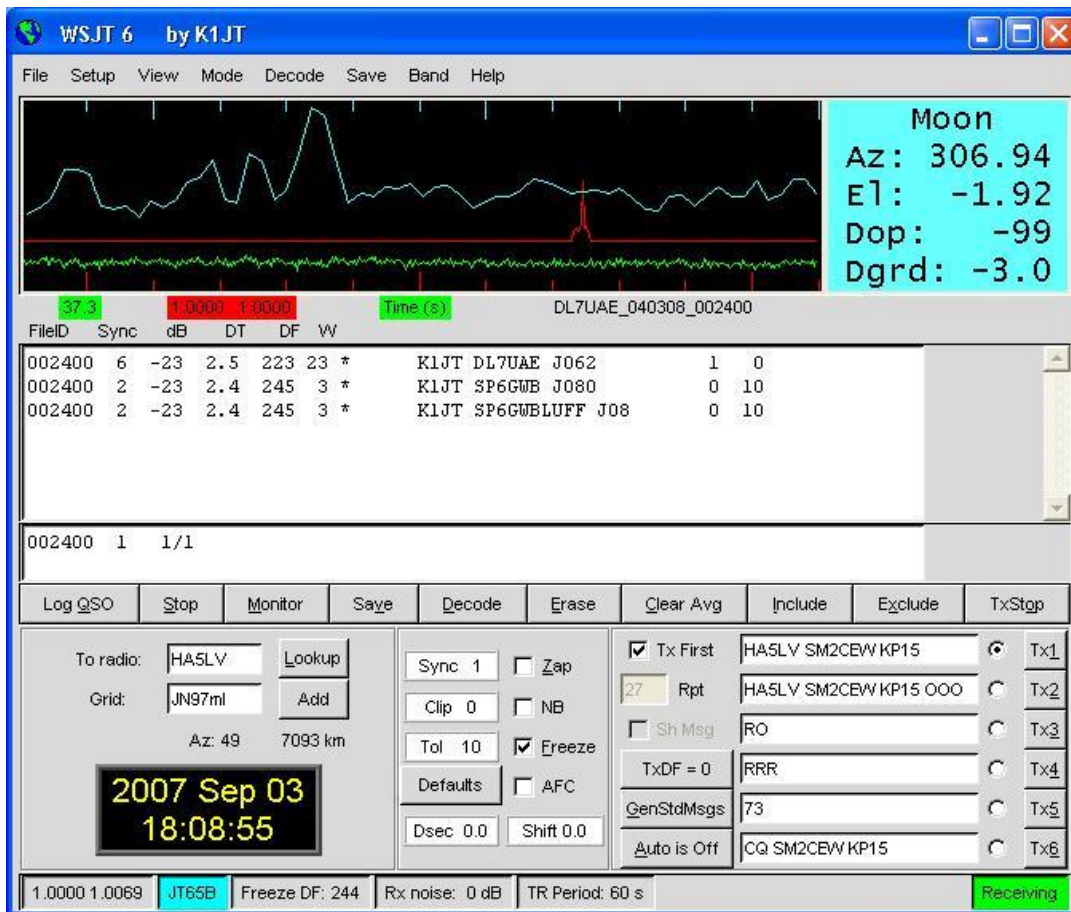 WSJT 6 by K1JT
File Setup View Mode Decode Save Band Help
Moon
Az: 306.94
El: -1.92
Dop: -99
Dgrd: -3.0
37.3 1.0000 1.0000 Time (s) DL7UAE_040308_002400
FileID Sync dB DT DF W
002400 6 -23 2.5 223 23 * K1JT DL7UAE JO62 1 0
002400 2 -23 2.4 245 3 * K1JT SP6GWB JO80 0 10
002400 2 -23 2.4 245 3 * K1JT SP6GWBLUFF JO8 0 10
002400 1 1/1
Log QSO Stop Monitor Save Decode Erase Clear Avg Include Exclude TxStop
To radio: HA5LV Lookup
Grid: JN97ml Add
Az: 49 7093 km
2007 Sep 03
18:08:55
Sync 1 Zap
Clip 0 NB
Tol 10 Freeze
Defaults AFC
Dsec 0.0 Shift 0.0
Tx First HA5LV SM2CEW KP15 Tx1
27 Rpt HA5LV SM2CEW KP15 OOO Tx2
Sh Msg RO Tx3
TxDF = 0 RRR Tx4
GenStdMsgs 73 Tx5
Auto is Off CQ SM2CEW KP15 Tx6
1.0000 1.0069 JT65B Freeze DF: 244 Rx noise: 0 dB TR Period: 60 s Receiving